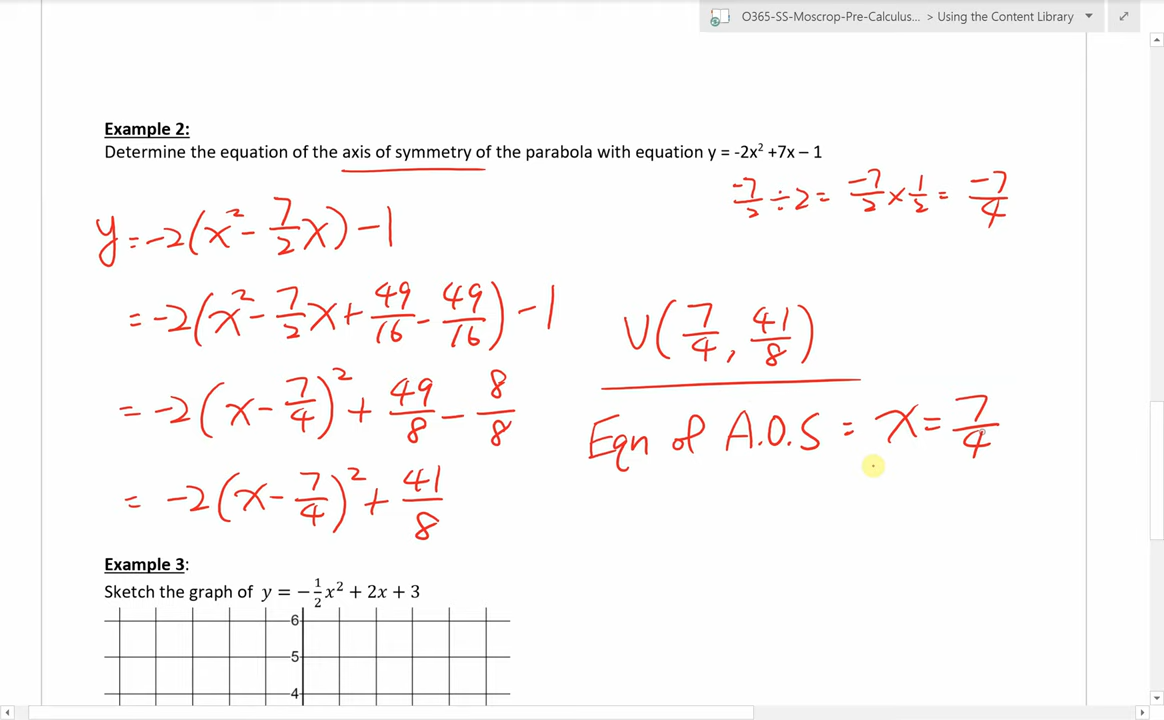 O365-SS-Moscrop-Pre-Calculus... > Using the Content Library
Example 2:
Determine the equation of the axis of symmetry of the parabola with equation y = -2x² +7x – 1
-7/2 ÷ 2 = -7/2 × 1/2 = -7/4
y = -2(x² - 7/2 x) - 1
= -2(x² - 7/2 x + 49/16 - 49/16) - 1
= -2(x - 7/4)² + 49/8 - 8/8
= -2(x - 7/4)² + 41/8
V(7/4, 41/8)
Eqn of A.O.S = x = 7/4
Example 3:
Sketch the graph of y = −1/2 x² + 2x + 3
6
5
4